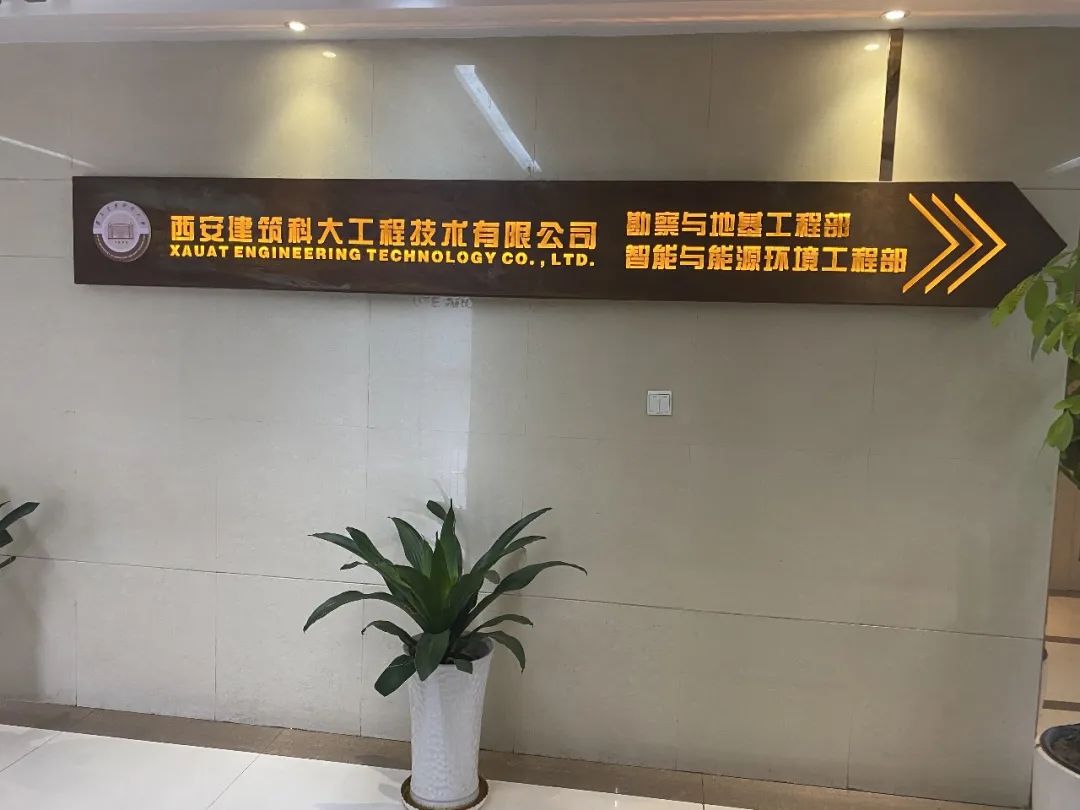 西安建筑科大工程技术有限公司
XAUAT ENGINEERING TECHNOLOGY CO., LTD.
勘察与地基工程部
智能与能源环境工程部